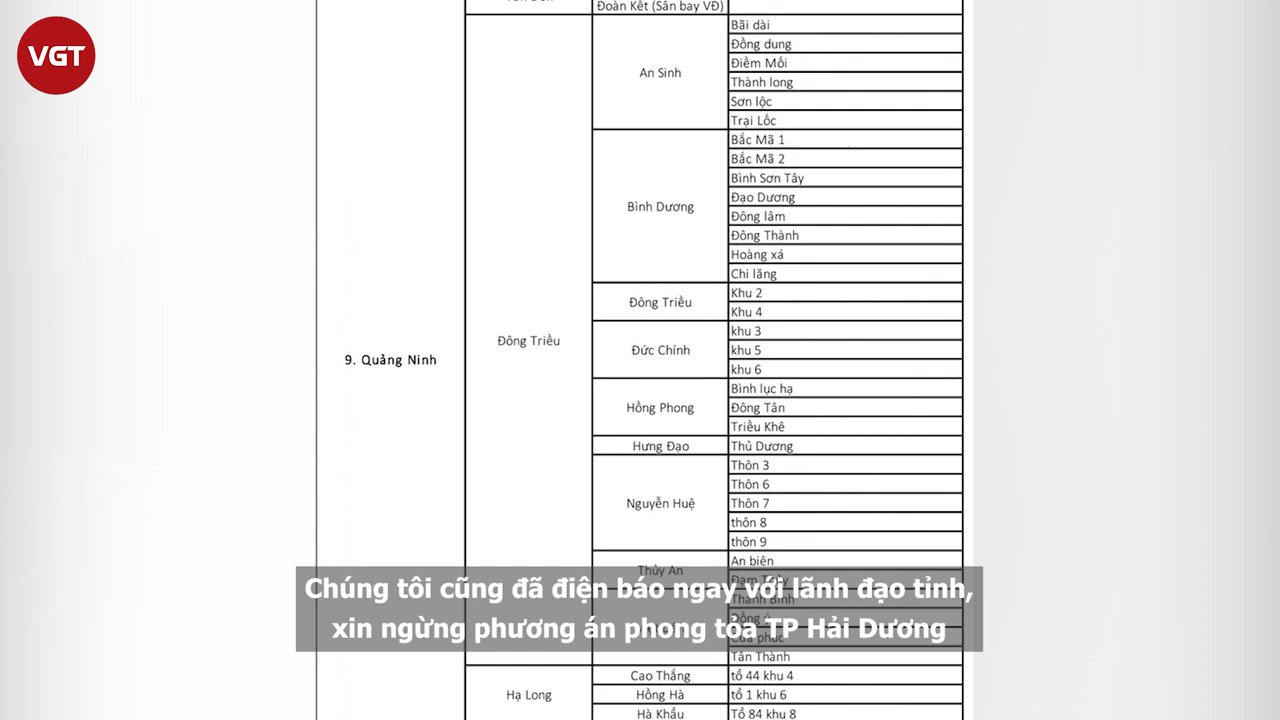 VGT
Đoàn Kết (Sân bay VĐ)
9. Quảng Ninh
Đông Triều
An Sinh
Bãi dài
Đồng dung
Điềm Mối
Thành long
Sơn lộc
Trại Lốc
Bình Dương
Bắc Mã 1
Bắc Mã 2
Bình Sơn Tây
Đạo Dương
Đông lâm
Đông Thành
Hoàng xá
Chi lăng
Đông Triều
Khu 2
Khu 4
Đức Chính
khu 3
khu 5
khu 6
Hồng Phong
Bình lục hạ
Đông Tân
Triều Khê
Hưng Đạo
Thủ Dương
Nguyễn Huệ
Thôn 3
Thôn 6
Thôn 7
thôn 8
thôn 9
Thủy An
An biên
Thanh Bình
Tân Thành
Hạ Long
Cao Thắng
tổ 44 khu 4
Hồng Hà
tổ 1 khu 6
Hà Khẩu
Tổ 84 khu 8
Chúng tôi cũng đã điện báo ngay với lãnh đạo tỉnh,
xin ngừng phương án phong tỏa TP Hải Dương